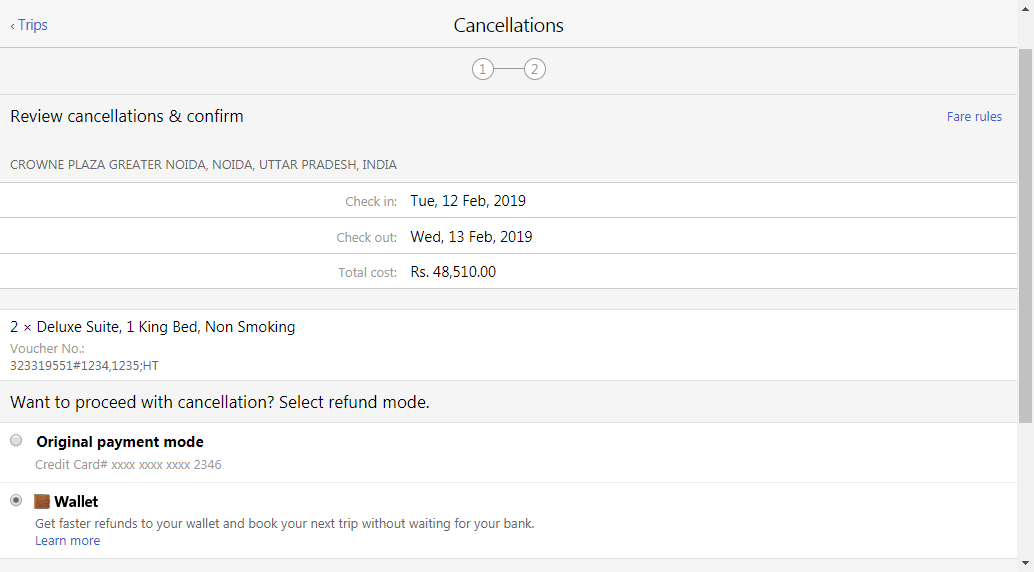 ‹ Trips
Cancellations
1 2
Review cancellations & confirm
Fare rules
CROWNE PLAZA GREATER NOIDA, NOIDA, UTTAR PRADESH, INDIA
Check in: Tue, 12 Feb, 2019
Check out: Wed, 13 Feb, 2019
Total cost: Rs. 48,510.00
2 × Deluxe Suite, 1 King Bed, Non Smoking
Voucher No.:
323319551#1234,1235;HT
Want to proceed with cancellation? Select refund mode.
Original payment mode
Credit Card# xxxx xxxx xxxx 2346
Wallet
Get faster refunds to your wallet and book your next trip without waiting for your bank.
Learn more